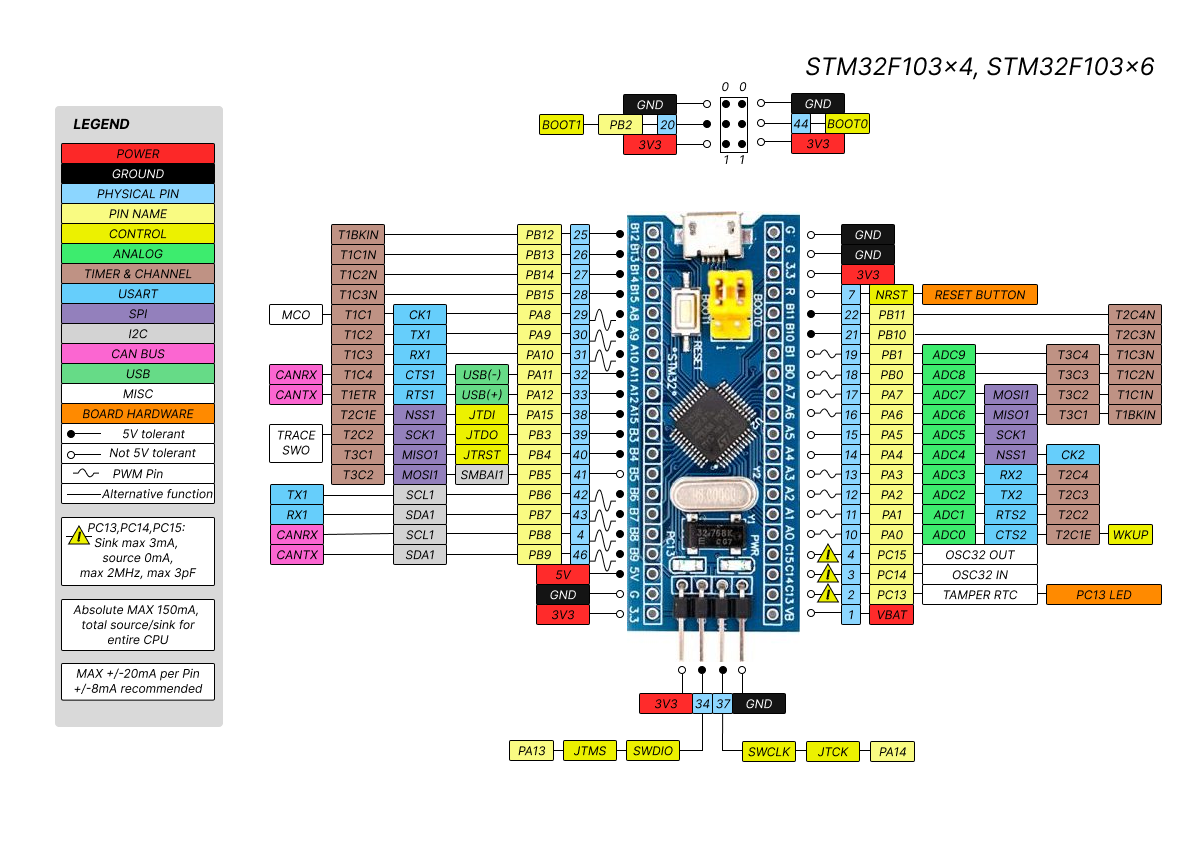 STM32F103×4, STM32F103×6
LEGEND
POWER
GROUND
PHYSICAL PIN
PIN NAME
CONTROL
ANALOG
TIMER & CHANNEL
USART
SPI
I2C
CAN BUS
USB
MISC
BOARD HARDWARE
5V tolerant
Not 5V tolerant
PWM Pin
Alternative function
PC13,PC14,PC15:
Sink max 3mA,
source 0mA,
max 2MHz, max 3pF
Absolute MAX 150mA,
total source/sink for
entire CPU
MAX +/-20mA per Pin
+/-8mA recommended
0 0
GND GND
BOOT1 PB2 20 44 BOOT0
3V3 3V3
1 1
T1BKIN PB12 25
T1C1N PB13 26
T1C2N PB14 27
T1C3N PB15 28
MCO T1C1 CK1 PA8 29
T1C2 TX1 PA9 30
T1C3 RX1 PA10 31
CANRX T1C4 CTS1 USB(-) PA11 32
CANTX T1ETR RTS1 USB(+) PA12 33
T2C1E NSS1 JTDI PA15 38
TRACE
SWO
T2C2 SCK1 JTDO PB3 39
T3C1 MISO1 JTRST PB4 40
T3C2 MOSI1 SMBAI1 PB5 41
TX1 SCL1 PB6 42
RX1 SDA1 PB7 43
CANRX SCL1 PB8 4
CANTX SDA1 PB9 46
5V
GND
3V3
B12 B13 B14 B15 A8 A9 A10 A11 A12 A15 B3 B4 B5 B6 B7 B8 B9 5V G 3.3
BOOT1
BOOT0
1
RESET
STM32
Y2
8.00000
Y1
32.768K
E CG7
PC13
PWR
G G 3.3 R B11 B10 B1 B0 A7 A6 A5 A4 A3 A2 A1 A0 C15 C14 C13 VB
GND
GND
3V3
7 NRST RESET BUTTON
22 PB11 T2C4N
21 PB10 T2C3N
19 PB1 ADC9 T3C4 T1C3N
18 PB0 ADC8 T3C3 T1C2N
17 PA7 ADC7 MOSI1 T3C2 T1C1N
16 PA6 ADC6 MISO1 T3C1 T1BKIN
15 PA5 ADC5 SCK1
14 PA4 ADC4 NSS1 CK2
13 PA3 ADC3 RX2 T2C4
12 PA2 ADC2 TX2 T2C3
11 PA1 ADC1 RTS2 T2C2
10 PA0 ADC0 CTS2 T2C1E WKUP
4 PC15 OSC32 OUT
3 PC14 OSC32 IN
2 PC13 TAMPER RTC PC13 LED
1 VBAT
3V3 34 37 GND
PA13 JTMS SWDIO SWCLK JTCK PA14